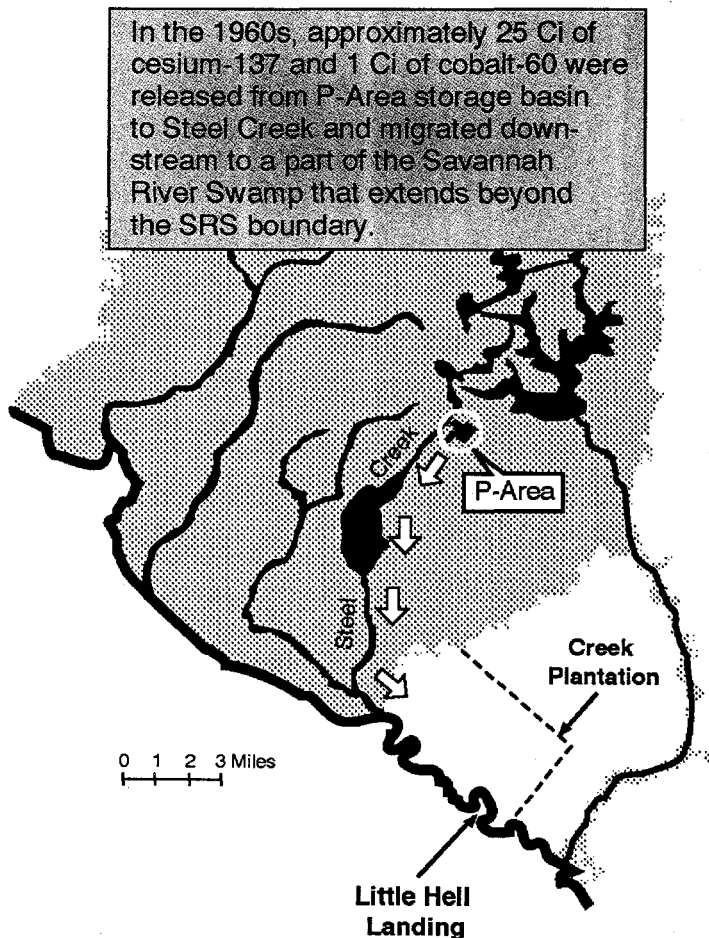 In the 1960s, approximately 25 Ci of
cesium-137 and 1 Ci of cobalt-60 were
released from P-Area storage basin
to Steel Creek and migrated down-
stream to a part of the Savannah
River Swamp that extends beyond
the SRS boundary.
Creek
P-Area
Steel
Creek
Plantation
0 1 2 3 Miles
Little Hell
Landing